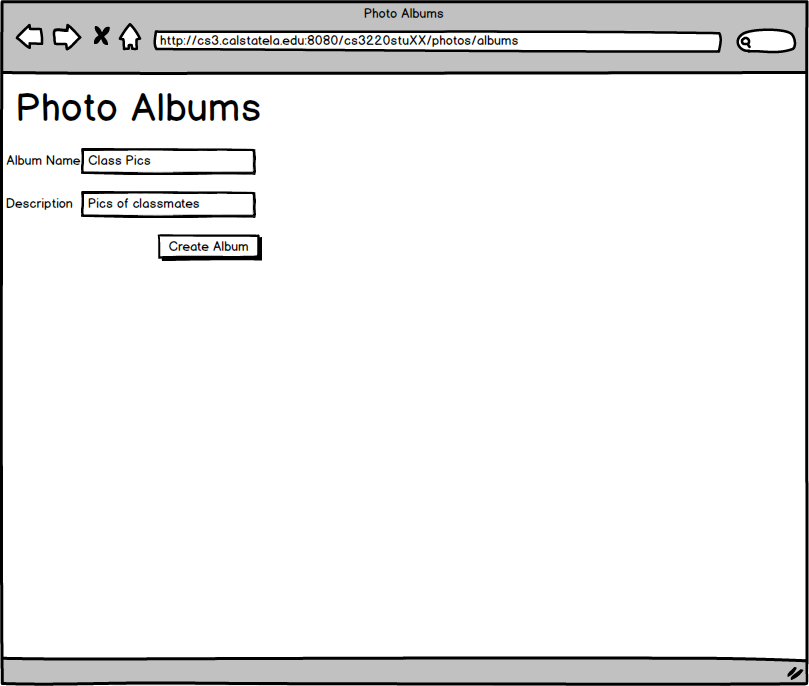 Photo Albums
http://cs3.calstatela.edu:8080/cs3220stuXX/photos/albums
Photo Albums
Album Name Class Pics
Description Pics of classmates
Create Album